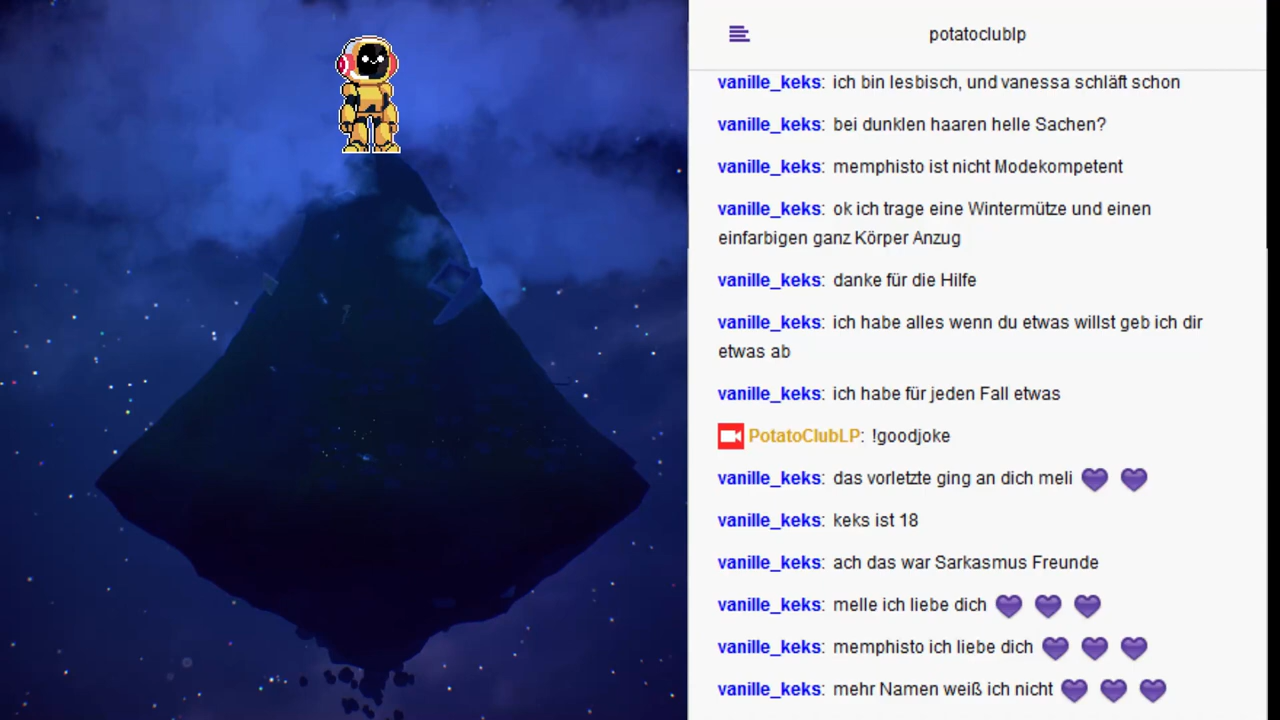 potatoclublp
vanille_keks: ich bin lesbisch, und vanessa schläft schon
vanille_keks: bei dunklen haaren helle Sachen?
vanille_keks: memphisto ist nicht Modekompetent
vanille_keks: ok ich trage eine Wintermütze und einen
einfarbigen ganz Körper Anzug
vanille_keks: danke für die Hilfe
vanille_keks: ich habe alles wenn du etwas willst geb ich dir
etwas ab
vanille_keks: ich habe für jeden Fall etwas
PotatoClubLP: !goodjoke
vanille_keks: das vorletzte ging an dich meli 💜 💜
vanille_keks: keks ist 18
vanille_keks: ach das war Sarkasmus Freunde
vanille_keks: melle ich liebe dich 💜 💜 💜
vanille_keks: memphisto ich liebe dich 💜 💜 💜
vanille_keks: mehr Namen weiß ich nicht 💜 💜 💜